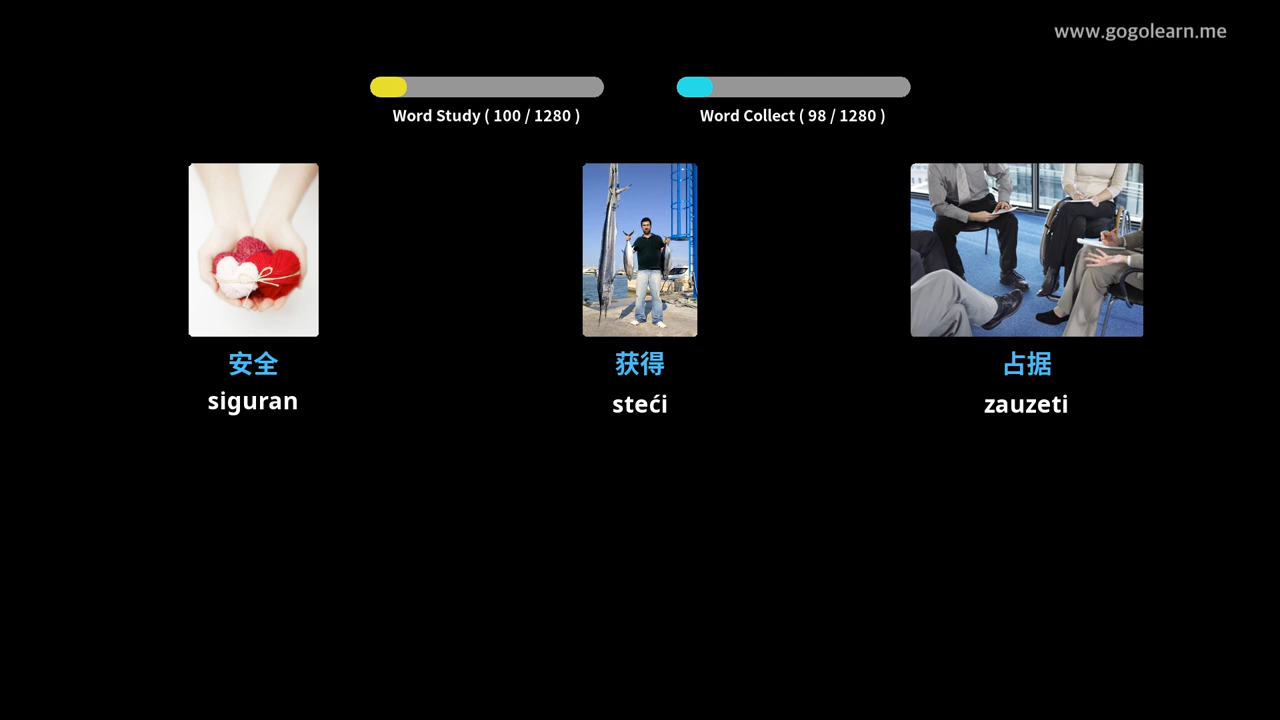 www.gogolearn.me
Word Study ( 100 / 1280 )
Word Collect ( 98 / 1280 )
安全
siguran
获得
steći
占据
zauzeti